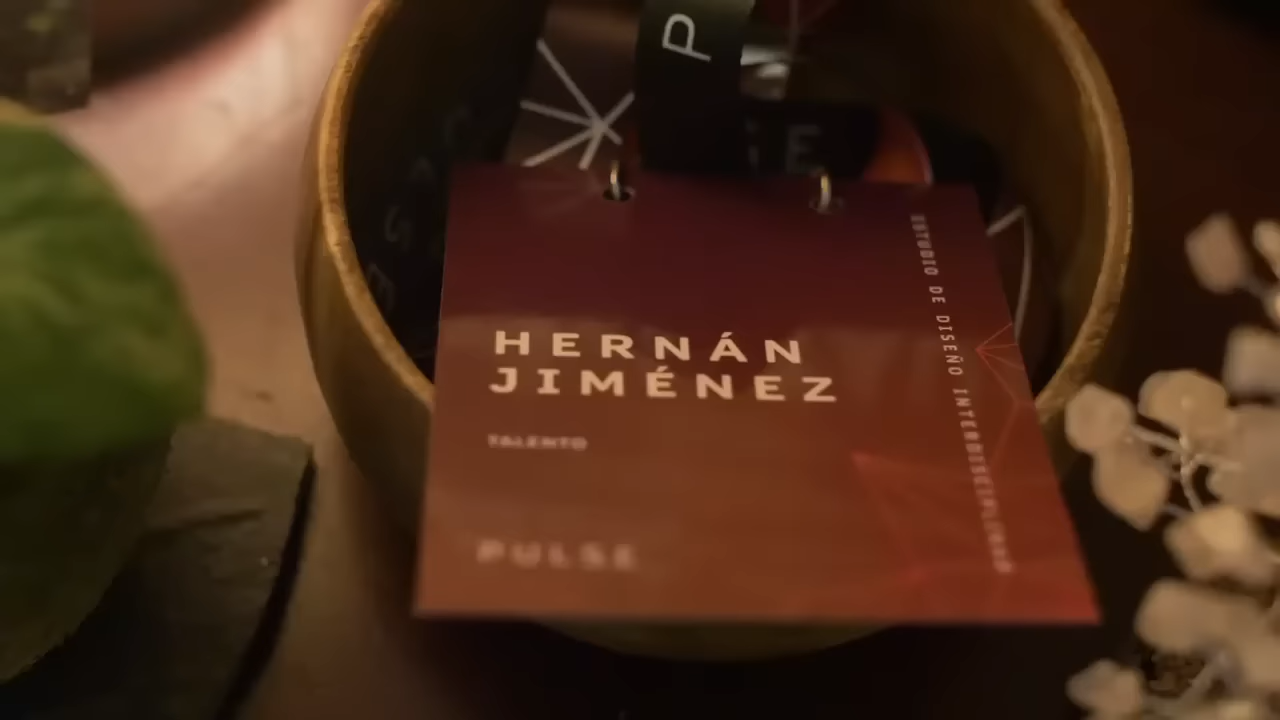 P
E
HERNÁN
JIMÉNEZ
TALENTO
PULSE
ESTUDIO DE DISEÑO INTERDISCIPLINAR